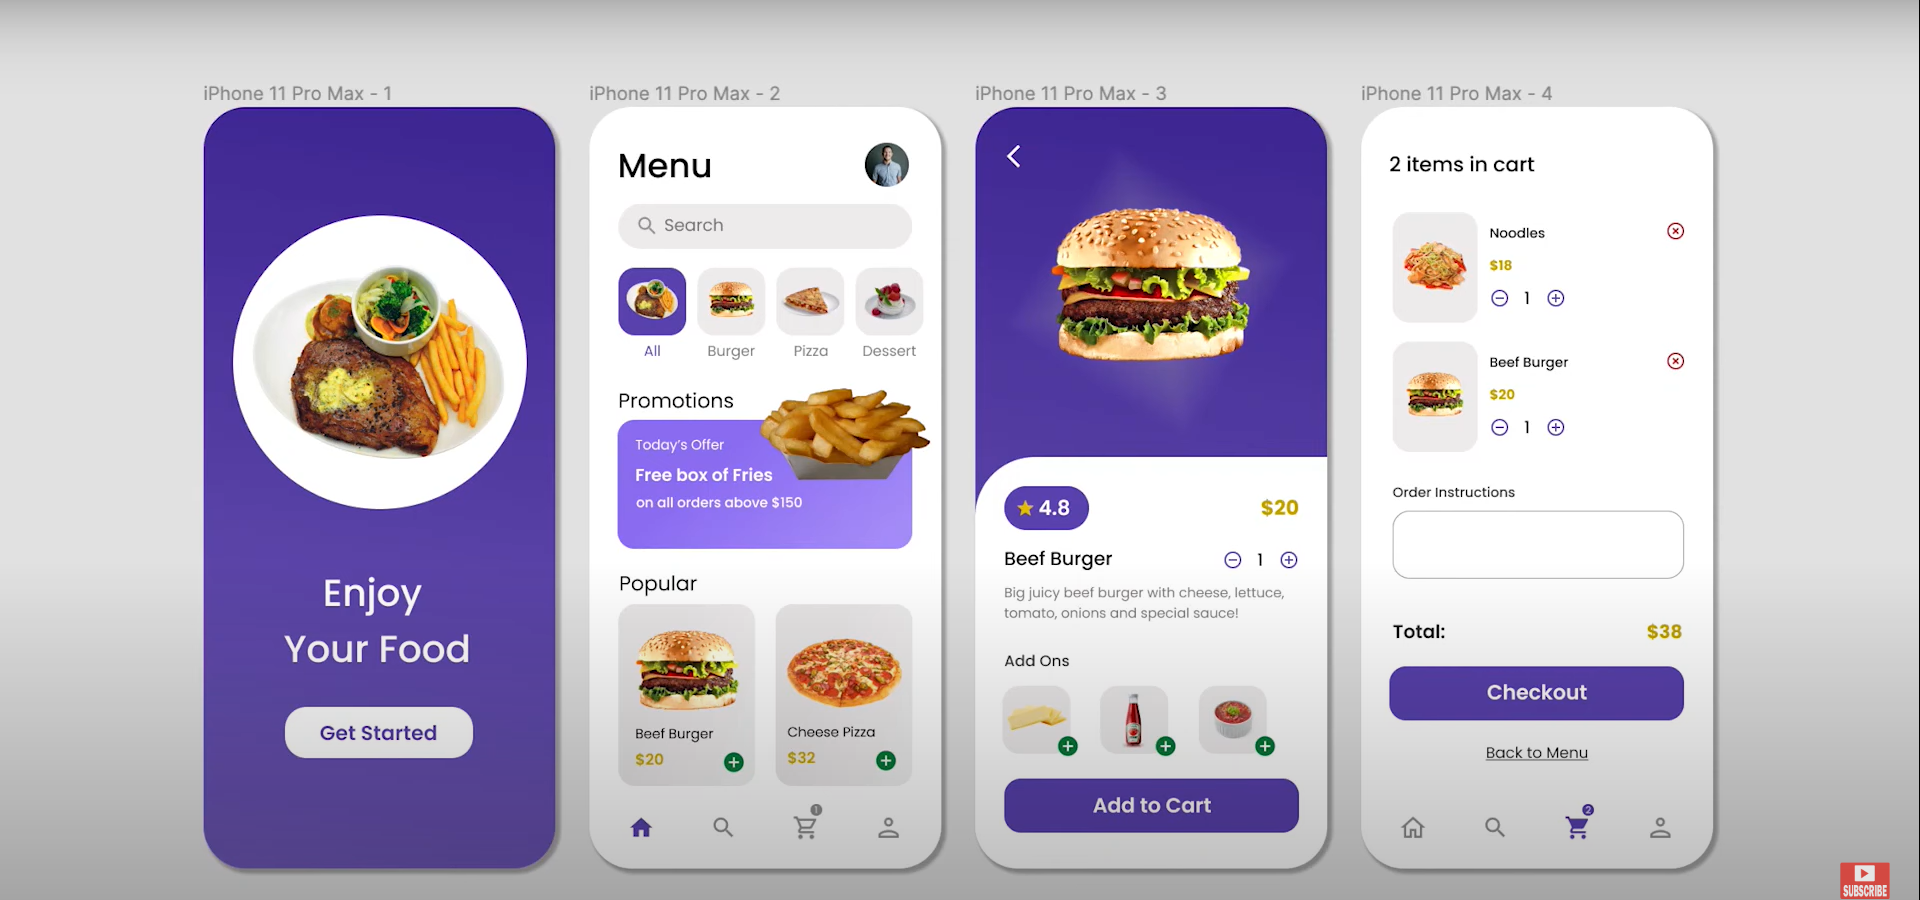 iPhone 11 Pro Max - 1
Enjoy
Your Food
Get Started
iPhone 11 Pro Max - 2
Menu
Search
All
Burger
Pizza
Dessert
Promotions
Today's Offer
Free box of Fries
on all orders above $150
Popular
Beef Burger
$20
Cheese Pizza
$32
1
iPhone 11 Pro Max - 3
4.8
$20
Beef Burger
1
Big juicy beef burger with cheese, lettuce,
tomato, onions and special sauce!
Add Ons
Add to Cart
iPhone 11 Pro Max - 4
2 items in cart
Noodles
$18
1
Beef Burger
$20
1
Order Instructions
Total:
$38
Checkout
Back to Menu
2
SUBSCRIBE